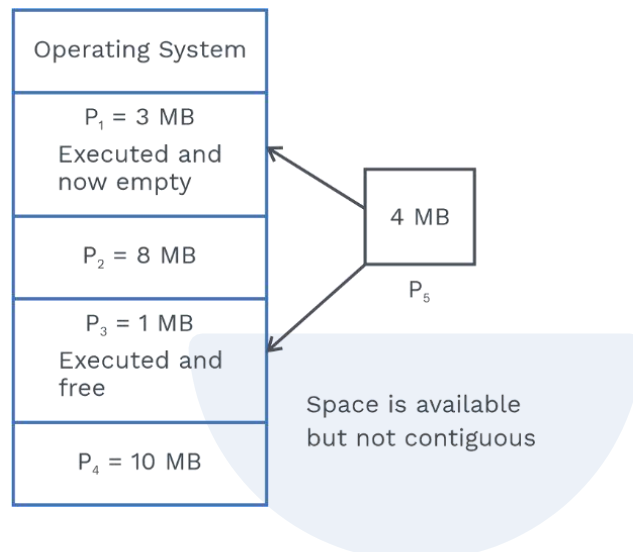 Operating System
P₁ = 3 MB
Executed and
now empty
P₂ = 8 MB
P₃ = 1 MB
Executed and
free
P₄ = 10 MB
4 MB
P₅
Space is available
but not contiguous